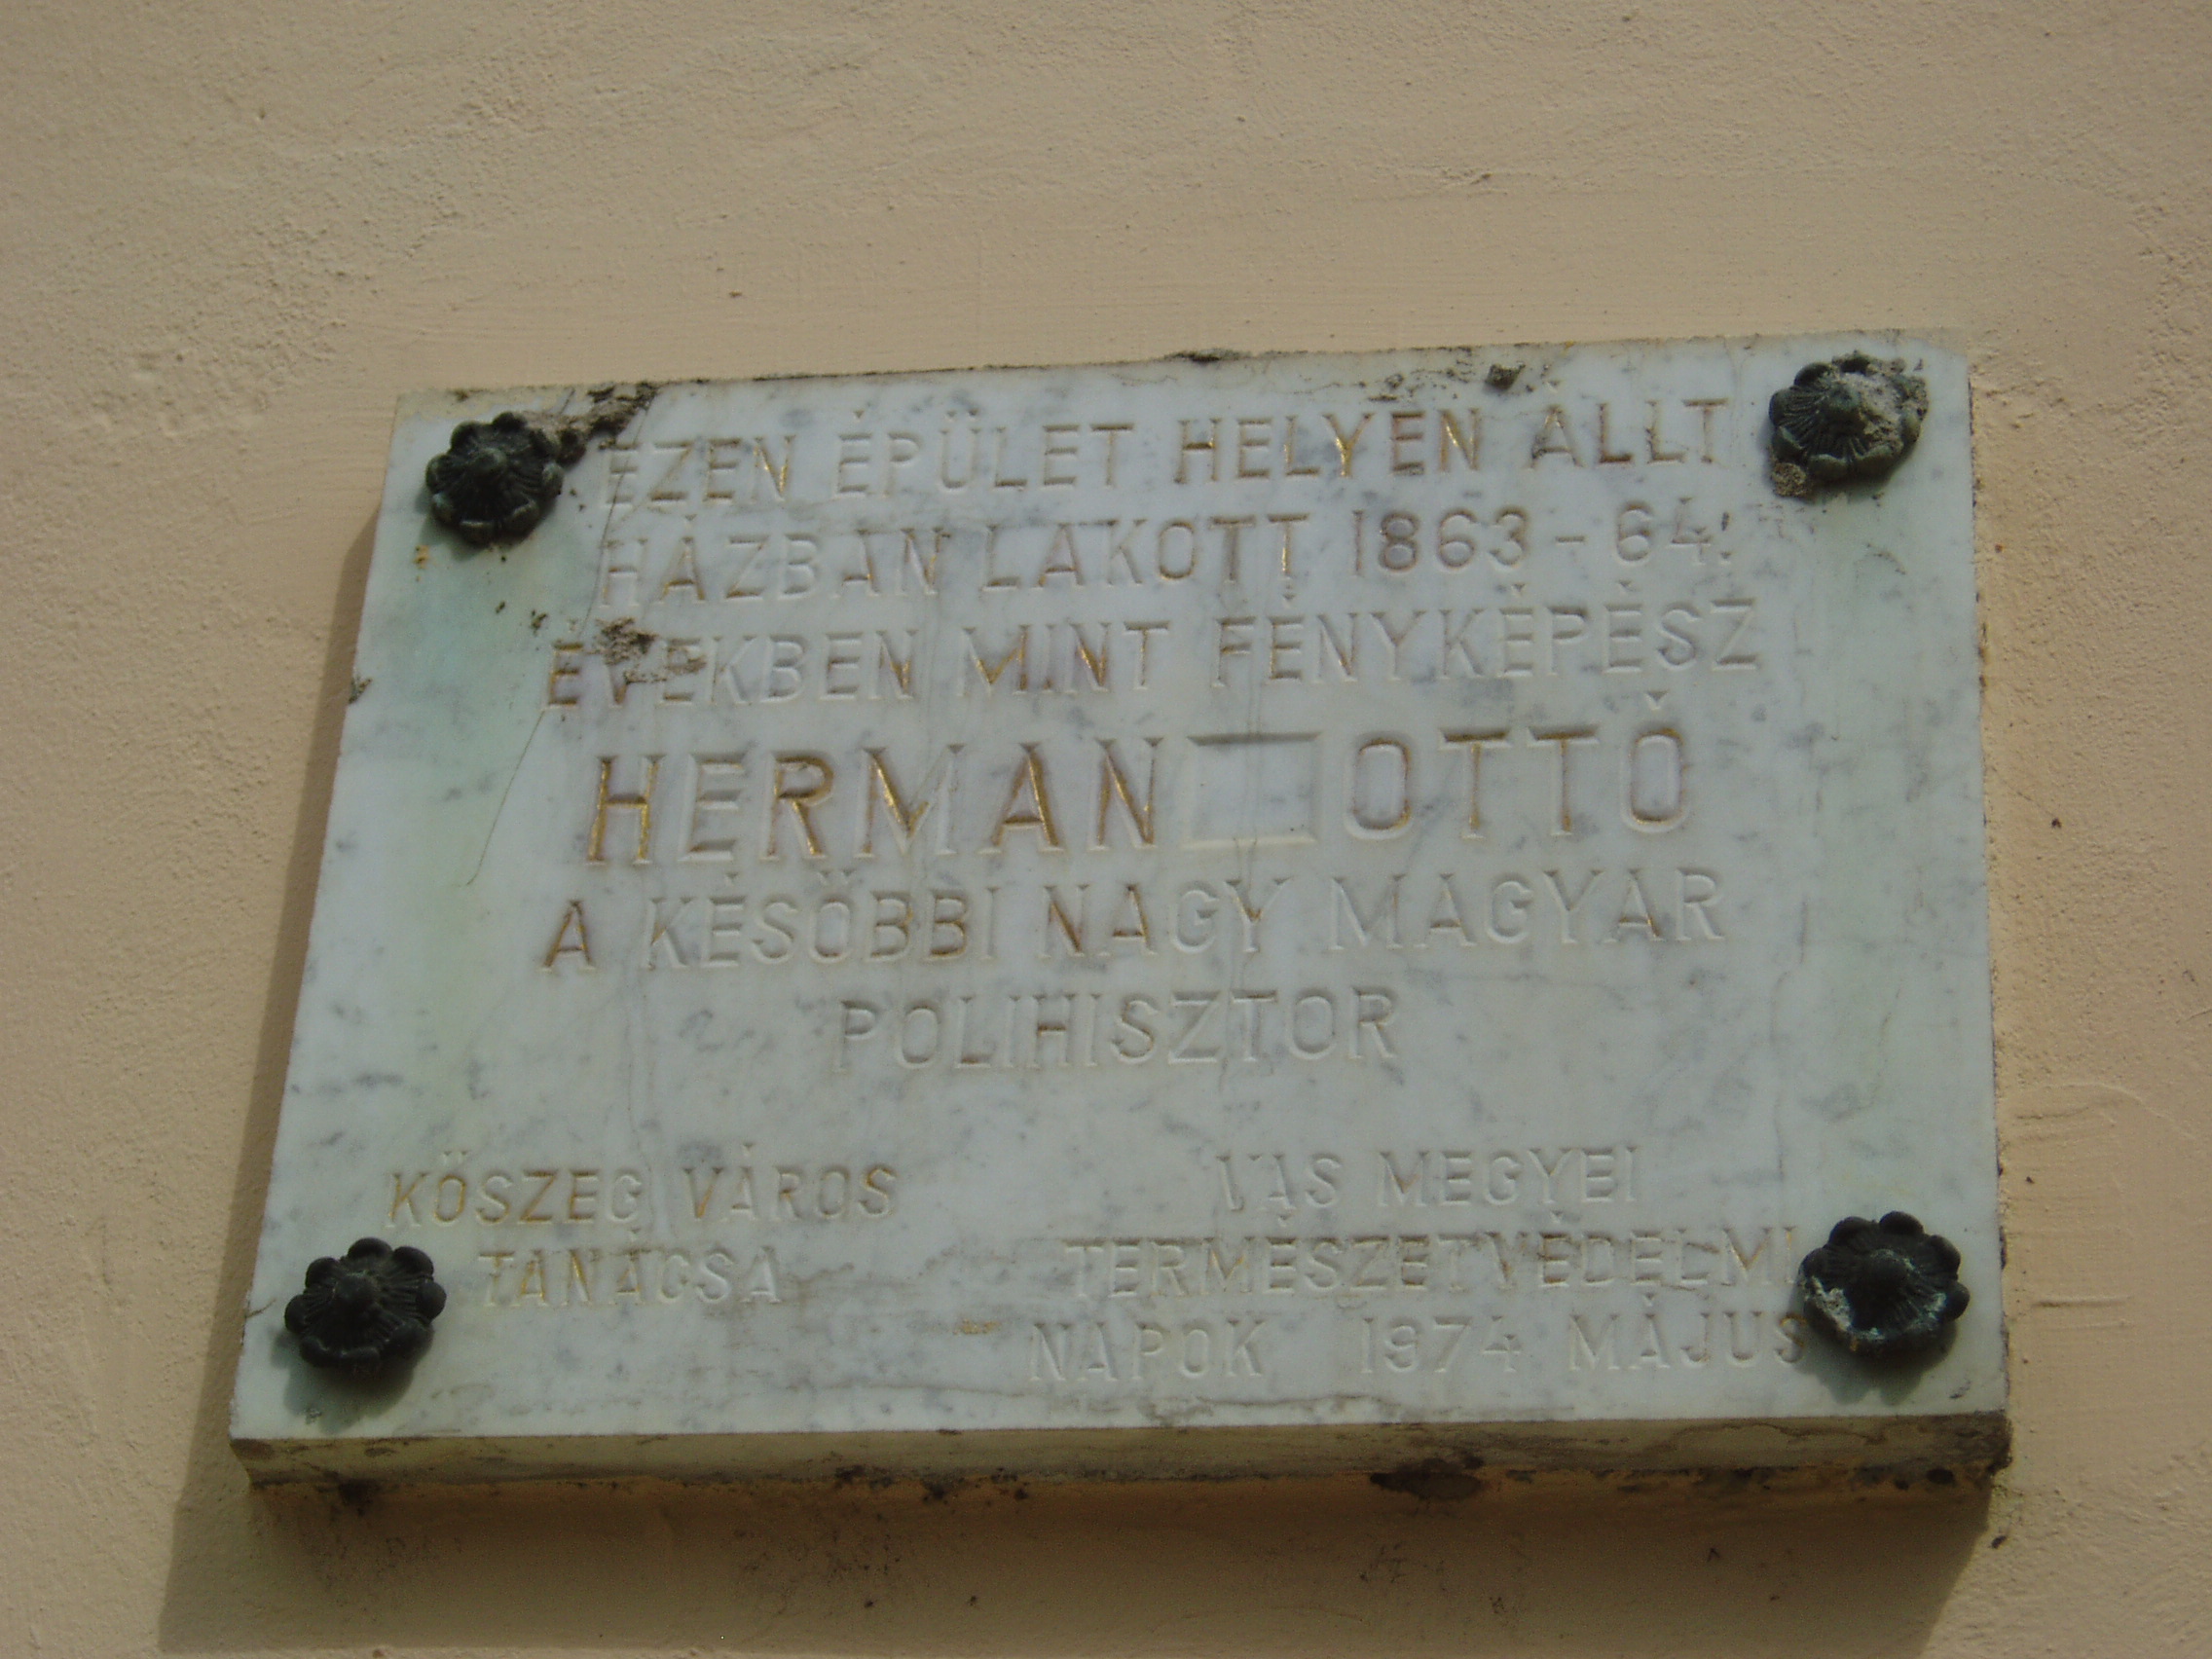 EZEN ÉPÜLET HELYÉN ÁLLT
HÁZBAN LAKOTT 1863-64.
ÉVEKBEN MINT FÉNYKÉPÉSZ
HERMAN OTTÓ
A KÉSÖBBI NAGY MAGYAR
POLIHISZTOR
KŐSZEG VÁROS
TANÁCSA
VAS MEGYEI
TERMÉSZETVÉDELMI
NAPOK 1974 MÁJUS